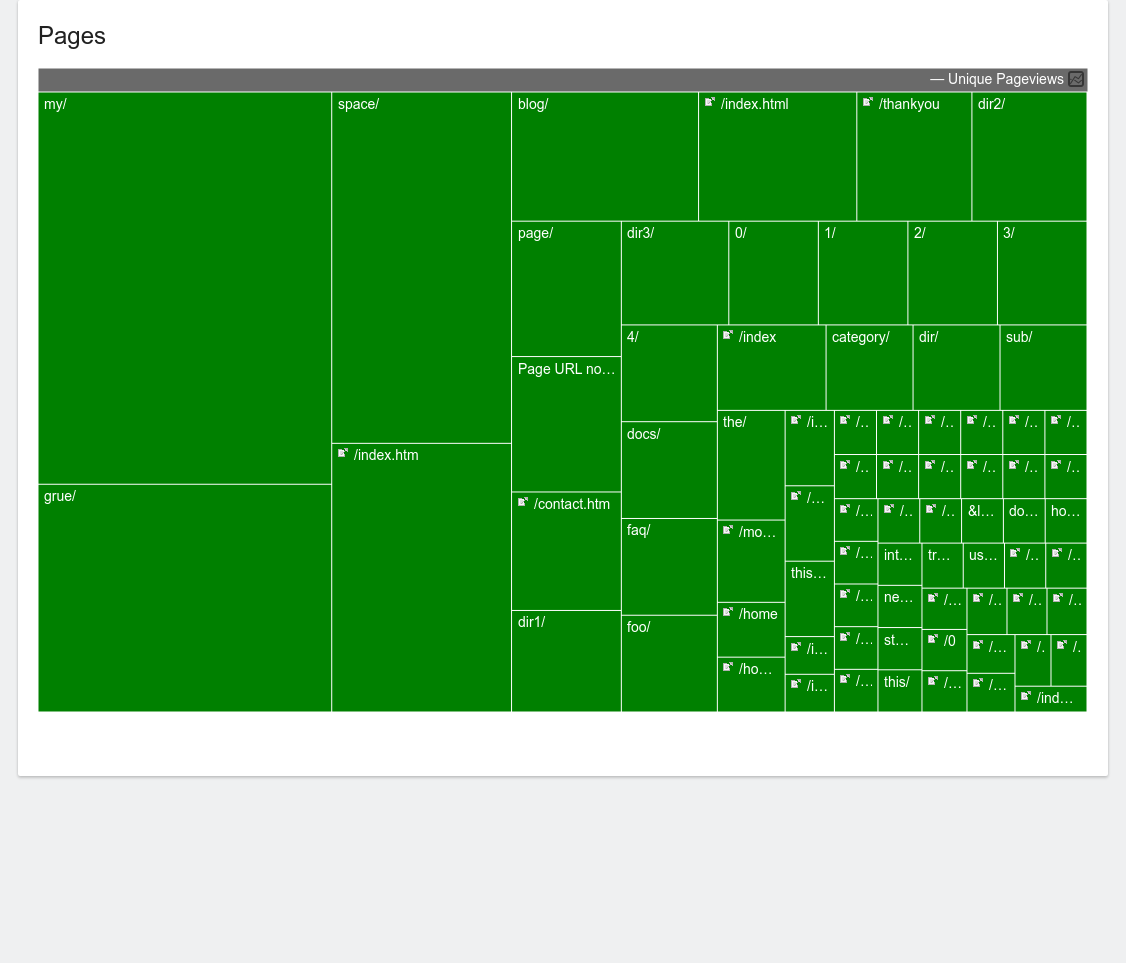 Pages
— Unique Pageviews
my/
space/
blog/
/index.html
/thankyou
dir2/
page/
dir3/
0/
1/
2/
3/
4/
/index
category/
dir/
sub/
Page URL no…
docs/
the/
/i…
/..
/..
/..
/..
/..
/..
/index.htm
/..
/..
/..
/..
/..
/..
grue/
/contact.htm
/…
/…
/..
/..
&l…
do…
ho…
faq/
/mo…
/…
int…
tr…
us…
/..
/..
this…
/…
ne…
/…
/..
/..
/..
/home
dir1/
foo/
/…
st…
/0
/…
/.
/.
/i…
/ho…
/i…
/…
this/
/…
/…
/ind…